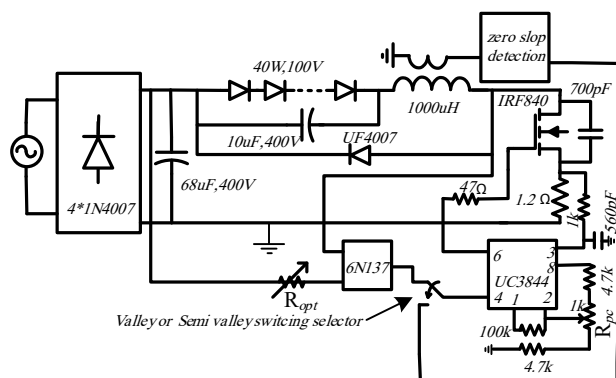 zero slop
detection
40W,100V
1000uH
IRF840
700pF
10uF,400V
UF4007
68uF,400V
4*1N4007
47Ω
1.2 Ω
1k
560pF
6N137
R_opt
6
3
8
UC3844
4
1
2
4.7k
1k
R_pc
100k
4.7k
Valley or Semi valley switcing selector